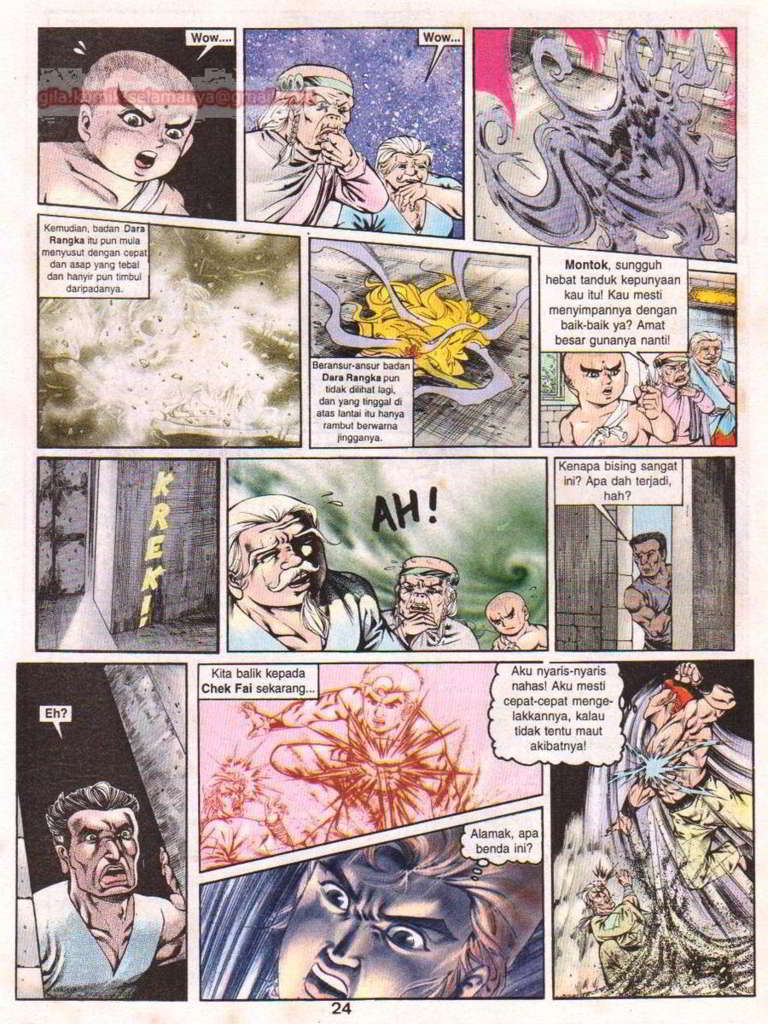 Wow....
Wow....
Kemudian, badan Dara
Rangka itu pun mula
menyusut dengan cepat
dan asap yang tebal
dan hanyir pun timbul
daripadanya.
Beransur-ansur badan
Dara Rangka pun
tidak dilihat lagi,
dan yang tinggal di
atas lantai itu hanya
rambut berwarna
jingganya.
Montok, sungguh
hebat tanduk kepunyaan
kau itu! Kau mesti
menyimpannya dengan
baik-baik ya? Amat
besar gunanya nanti!
KREK!!
AH!
Kenapa bising sangat
ini? Apa dah terjadi,
hah?
Eh?
Kita balik kepada
Chek Fai sekarang...
Aku nyaris-nyaris
nahas! Aku mesti
cepat-cepat menge-
lakkannya, kalau
tidak tentu maut
akibatnya!
Alamak, apa
benda ini?
24